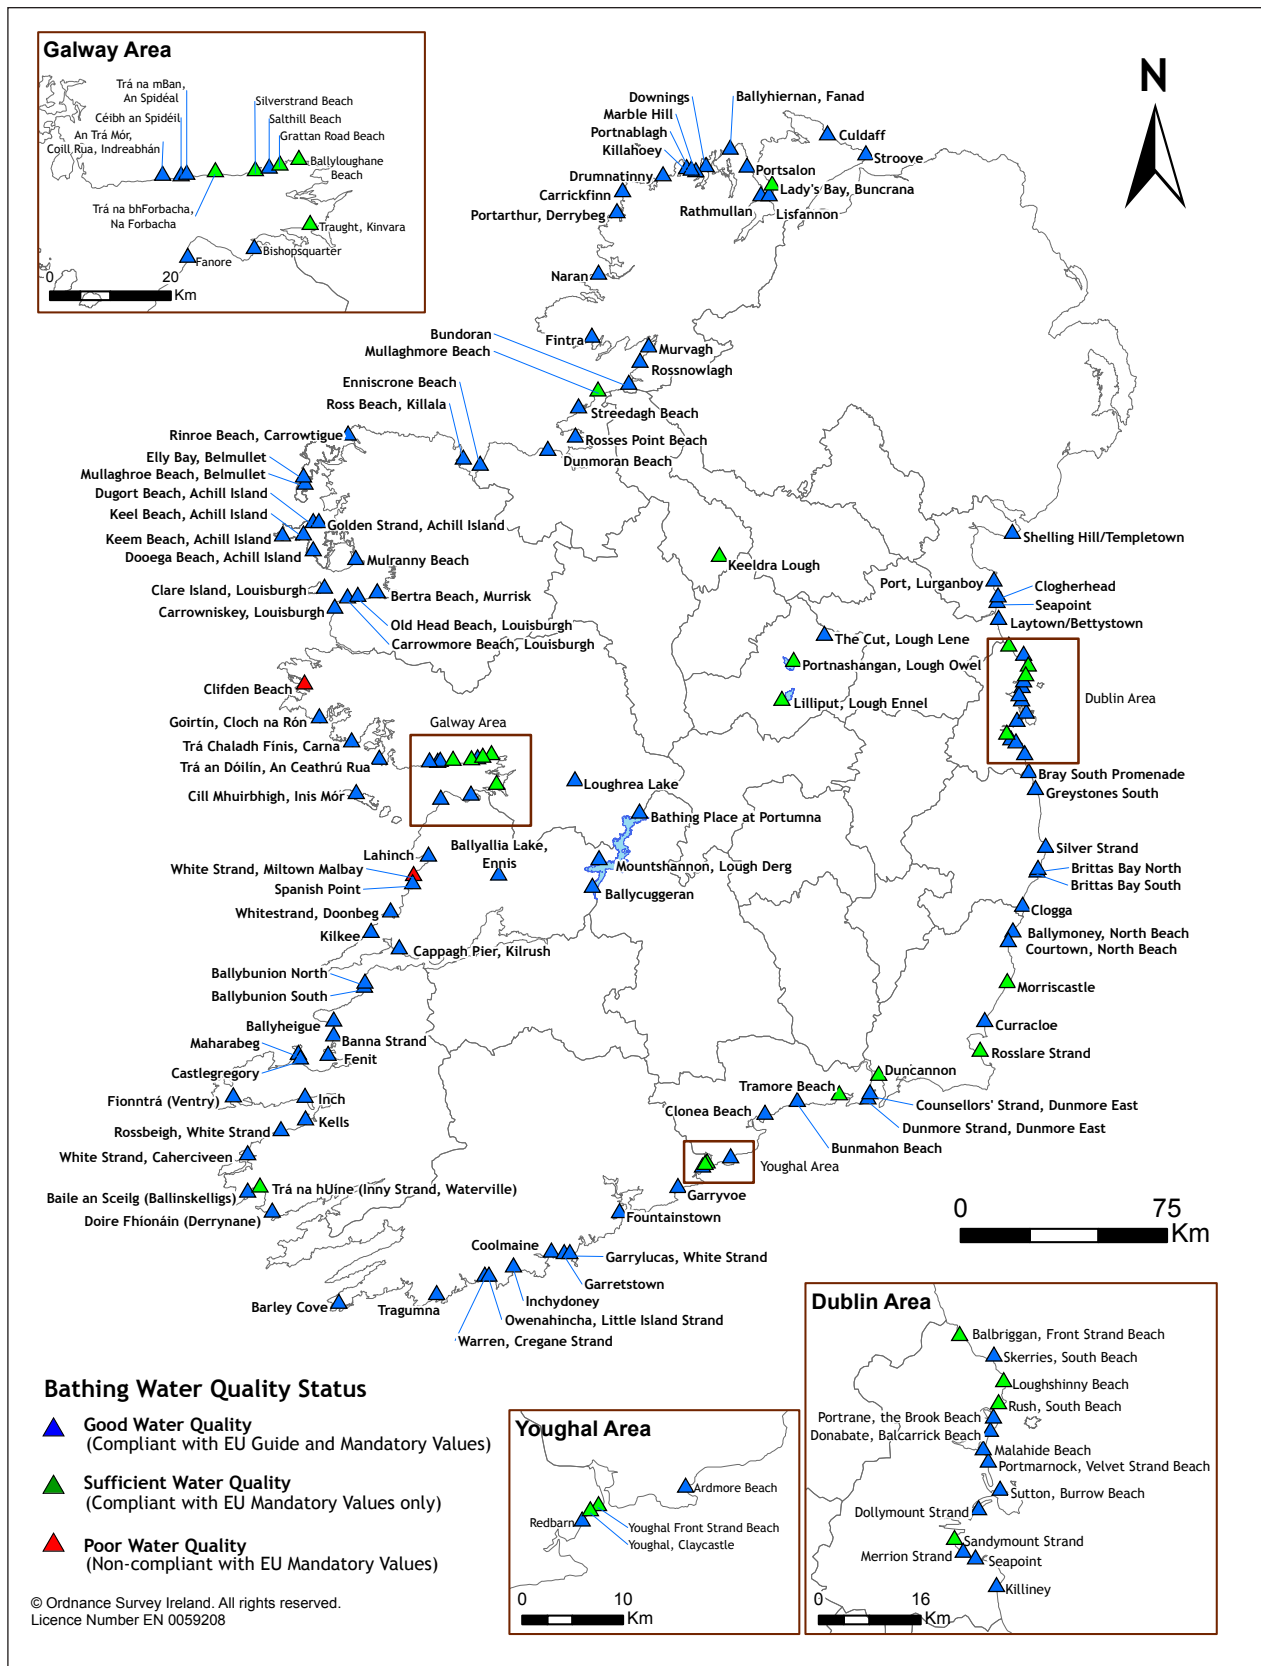 Galway Area
Trá na mBan,
An Spidéal
Céibh an Spidéil
An Trá Mór,
Coill Rua, Indreabhán
Silverstrand Beach
Salthill Beach
Grattan Road Beach
Ballyloughane
Beach
Trá na bhForbacha,
Na Forbacha
Traught, Kinvara
Bishopsquarter
Fanore
0
20
Km
N
Downings
Marble Hill
Portnablagh
Killahoey
Drumnatinny
Carrickfinn
Portarthur, Derrybeg
Ballyhiernan, Fanad
Culdaff
Stroove
Portsalon
Lady's Bay, Buncrana
Rathmullan
Lisfannon
Naran
Fintra
Bundoran
Mullaghmore Beach
Murvagh
Rossnowlagh
Enniscrone Beach
Ross Beach, Killala
Streedagh Beach
Rosses Point Beach
Dunmoran Beach
Rinroe Beach, Carrowtigue
Elly Bay, Belmullet
Mullaghroe Beach, Belmullet
Dugort Beach, Achill Island
Keel Beach, Achill Island
Golden Strand, Achill Island
Keem Beach, Achill Island
Dooega Beach, Achill Island
Mulranny Beach
Clare Island, Louisburgh
Bertra Beach, Murrisk
Carrowniskey, Louisburgh
Old Head Beach, Louisburgh
Carrowmore Beach, Louisburgh
Keeldra Lough
Shelling Hill/Templetown
Port, Lurganboy
Clogherhead
Seapoint
Laytown/Bettystown
The Cut, Lough Lene
Portnashangan, Lough Owel
Lilliput, Lough Ennel
Dublin Area
Clifden Beach
Goirtín, Cloch na Rón
Galway Area
Trá Chaladh Fínis, Carna
Trá an Dóilín, An Ceathrú Rua
Cill Mhuirbhigh, Inis Mór
Loughrea Lake
Bathing Place at Portumna
Bray South Promenade
Greystones South
Lahinch
Ballyallia Lake,
Ennis
Mountshannon, Lough Derg
Ballycuggeran
White Strand, Miltown Malbay
Spanish Point
Whitestrand, Doonbeg
Kilkee
Cappagh Pier, Kilrush
Silver Strand
Brittas Bay North
Brittas Bay South
Clogga
Ballymoney, North Beach
Courtown, North Beach
Morriscastle
Curracloe
Rosslare Strand
Ballybunion North
Ballybunion South
Ballyheigue
Banna Strand
Maharabeg
Fenit
Castlegregory
Fionntrá (Ventry)
Inch
Kells
Rossbeigh, White Strand
White Strand, Caherciveen
Trá na hUíne (Inny Strand, Waterville)
Baile an Sceilg (Ballinskelligs)
Doire Fhíonáin (Derrynane)
Duncannon
Tramore Beach
Clonea Beach
Counsellors' Strand, Dunmore East
Dunmore Strand, Dunmore East
Bunmahon Beach
Youghal Area
Garryvoe
Fountainstown
Coolmaine
Garrylucas, White Strand
Garretstown
Inchydoney
Owenahincha, Little Island Strand
Warren, Cregane Strand
Tragumna
Barley Cove
0
75
Km
Dublin Area
Balbriggan, Front Strand Beach
Skerries, South Beach
Loughshinny Beach
Rush, South Beach
Portrane, the Brook Beach
Donabate, Balcarrick Beach
Malahide Beach
Portmarnock, Velvet Strand Beach
Sutton, Burrow Beach
Dollymount Strand
Sandymount Strand
Merrion Strand
Seapoint
Killiney
0
16
Km
Youghal Area
Ardmore Beach
Redbarn
Youghal Front Strand Beach
Youghal, Claycastle
0
10
Km
Bathing Water Quality Status
Good Water Quality
(Compliant with EU Guide and Mandatory Values)
Sufficient Water Quality
(Compliant with EU Mandatory Values only)
Poor Water Quality
(Non-compliant with EU Mandatory Values)
© Ordnance Survey Ireland. All rights reserved.
Licence Number EN 0059208